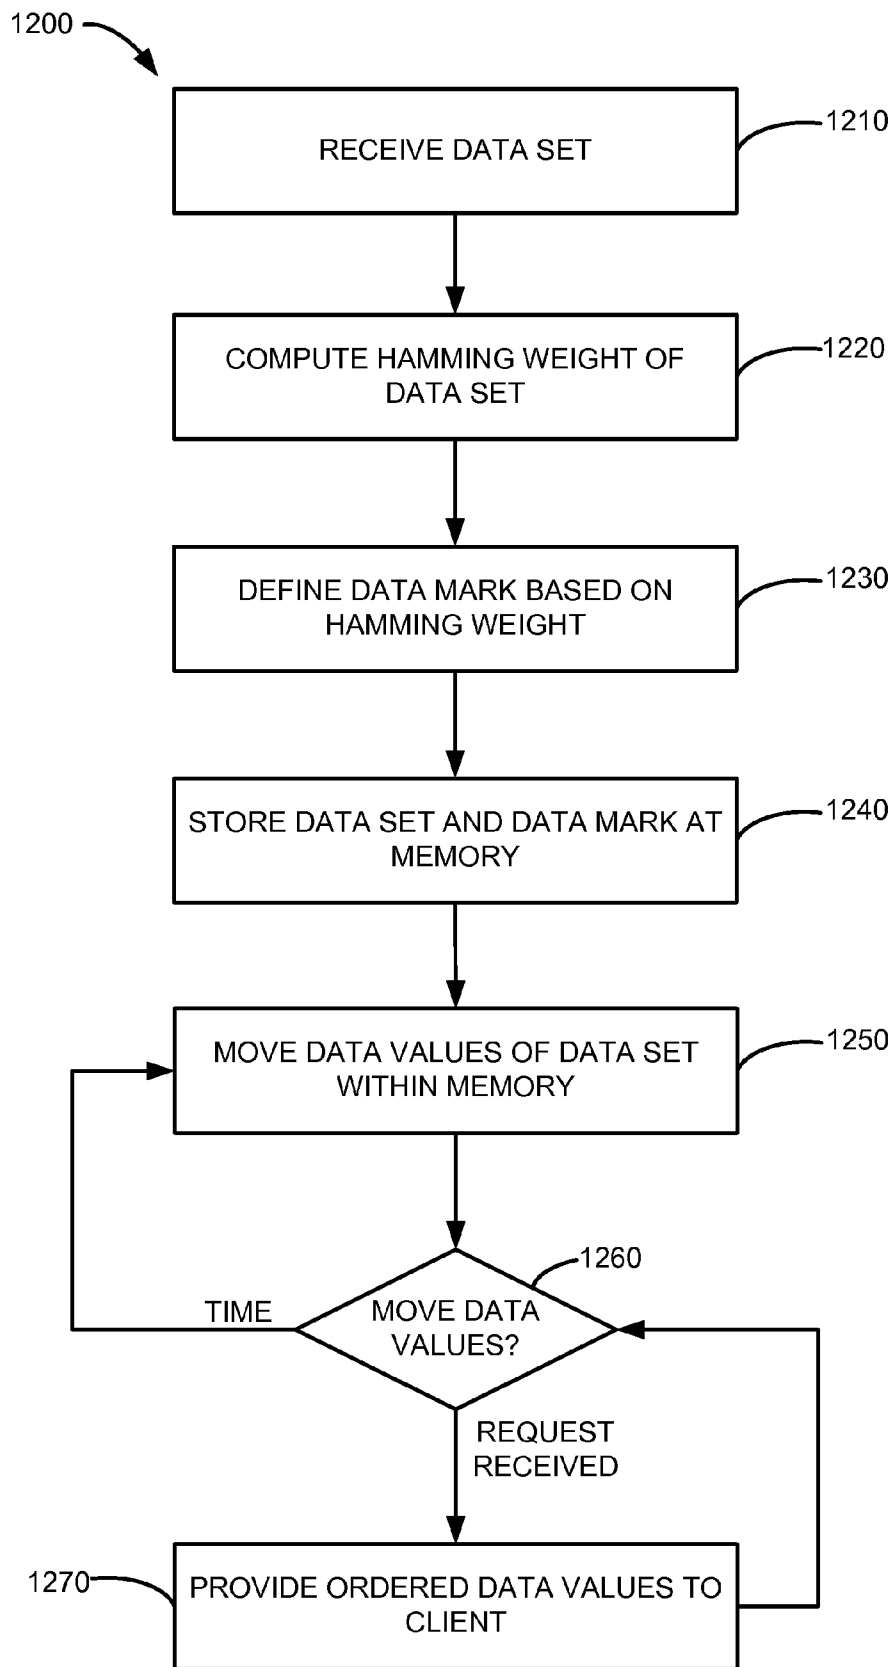 1200
RECEIVE DATA SET
1210
COMPUTE HAMMING WEIGHT OF
DATA SET
1220
DEFINE DATA MARK BASED ON
HAMMING WEIGHT
1230
STORE DATA SET AND DATA MARK AT
MEMORY
1240
MOVE DATA VALUES OF DATA SET
WITHIN MEMORY
1250
1260
TIME
MOVE DATA
VALUES?
REQUEST
RECEIVED
1270
PROVIDE ORDERED DATA VALUES TO
CLIENT